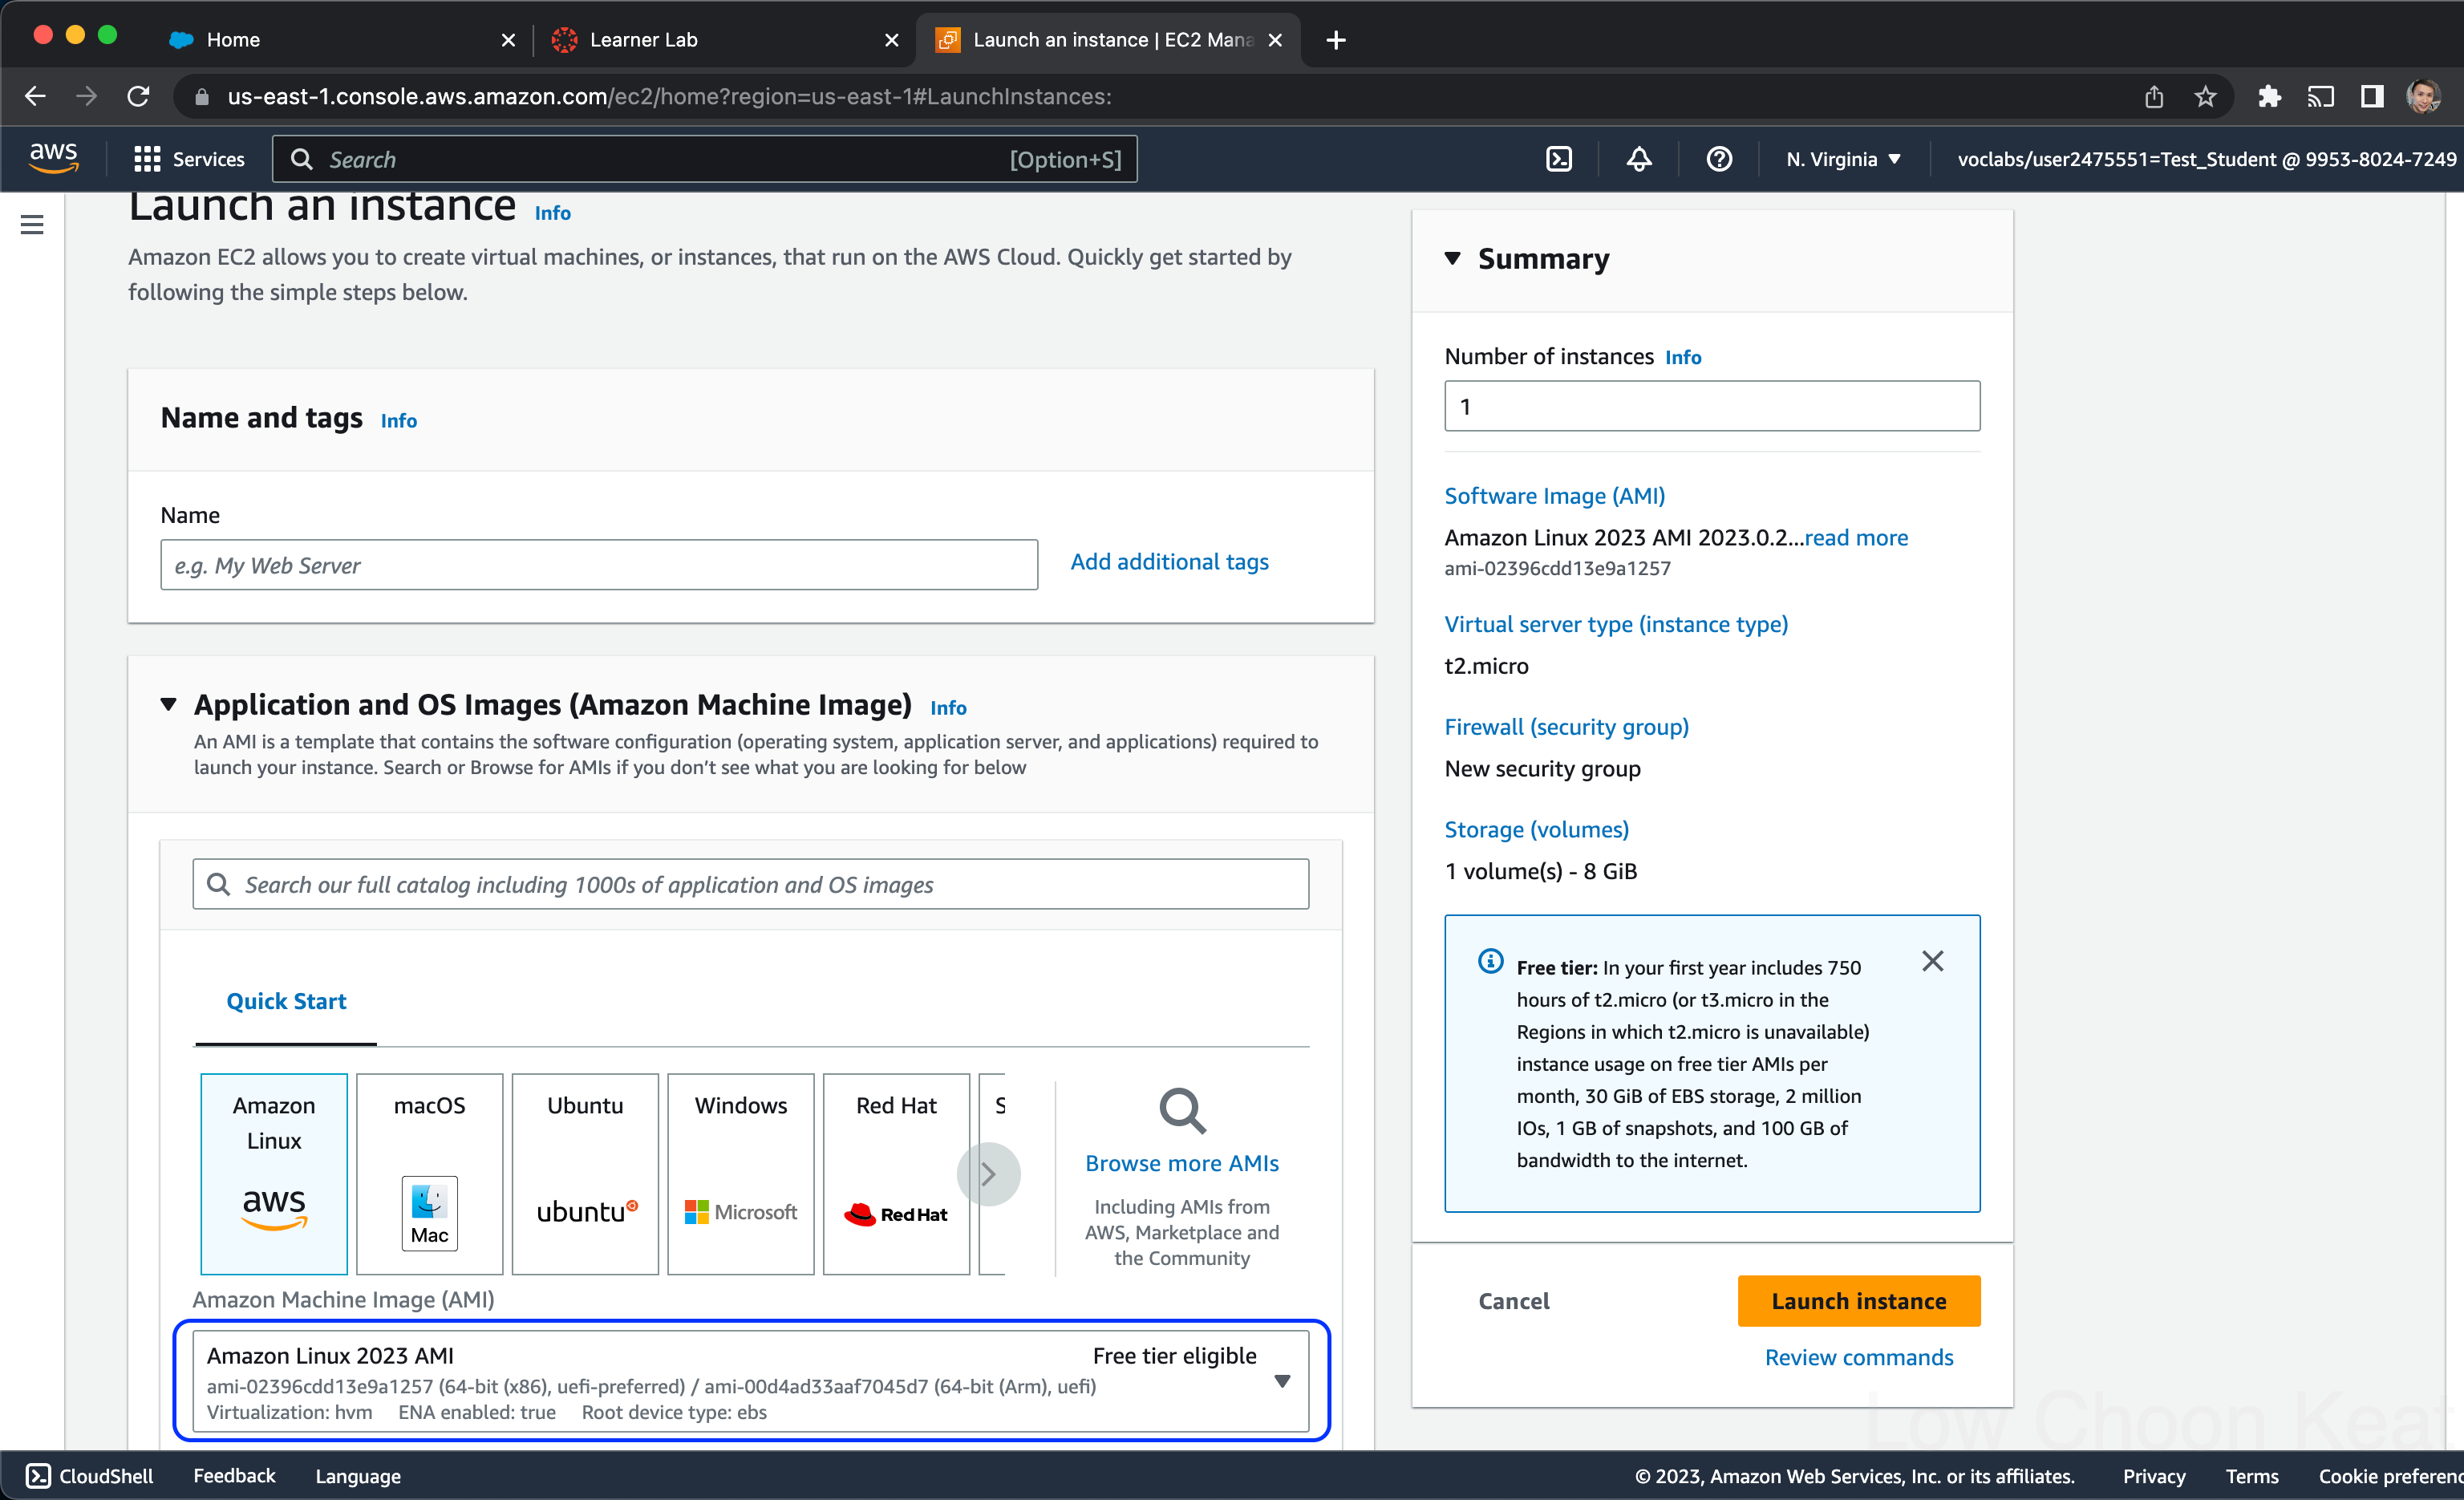 Home
Learner Lab
Launch an instance | EC2 Mana
us-east-1.console.aws.amazon.com/ec2/home?region=us-east-1#LaunchInstances:
aws
Services
Search
[Option+S]
N. Virginia
voclabs/user2475551=Test_Student @ 9953-8024-7249
Launch an instance Info
Amazon EC2 allows you to create virtual machines, or instances, that run on the AWS Cloud. Quickly get started by
following the simple steps below.
Name and tags Info
Name
e.g. My Web Server
Add additional tags
Application and OS Images (Amazon Machine Image) Info
An AMI is a template that contains the software configuration (operating system, application server, and applications) required to
launch your instance. Search or Browse for AMIs if you don’t see what you are looking for below
Search our full catalog including 1000s of application and OS images
Quick Start
Amazon
Linux
aws
macOS
Mac
Ubuntu
ubuntu
Windows
Microsoft
Red Hat
Red Hat
S
Browse more AMIs
Including AMIs from
AWS, Marketplace and
the Community
Amazon Machine Image (AMI)
Amazon Linux 2023 AMI
Free tier eligible
ami-02396cdd13e9a1257 (64-bit (x86), uefi-preferred) / ami-00d4ad33aaf7045d7 (64-bit (Arm), uefi)
Virtualization: hvm ENA enabled: true Root device type: ebs
Summary
Number of instances Info
1
Software Image (AMI)
Amazon Linux 2023 AMI 2023.0.2...read more
ami-02396cdd13e9a1257
Virtual server type (instance type)
t2.micro
Firewall (security group)
New security group
Storage (volumes)
1 volume(s) - 8 GiB
Free tier: In your first year includes 750
hours of t2.micro (or t3.micro in the
Regions in which t2.micro is unavailable)
instance usage on free tier AMIs per
month, 30 GiB of EBS storage, 2 million
IOs, 1 GB of snapshots, and 100 GB of
bandwidth to the internet.
Cancel
Launch instance
Review commands
Low Choon Keat
CloudShell
Feedback
Language
© 2023, Amazon Web Services, Inc. or its affiliates.
Privacy
Terms
Cookie preferenc